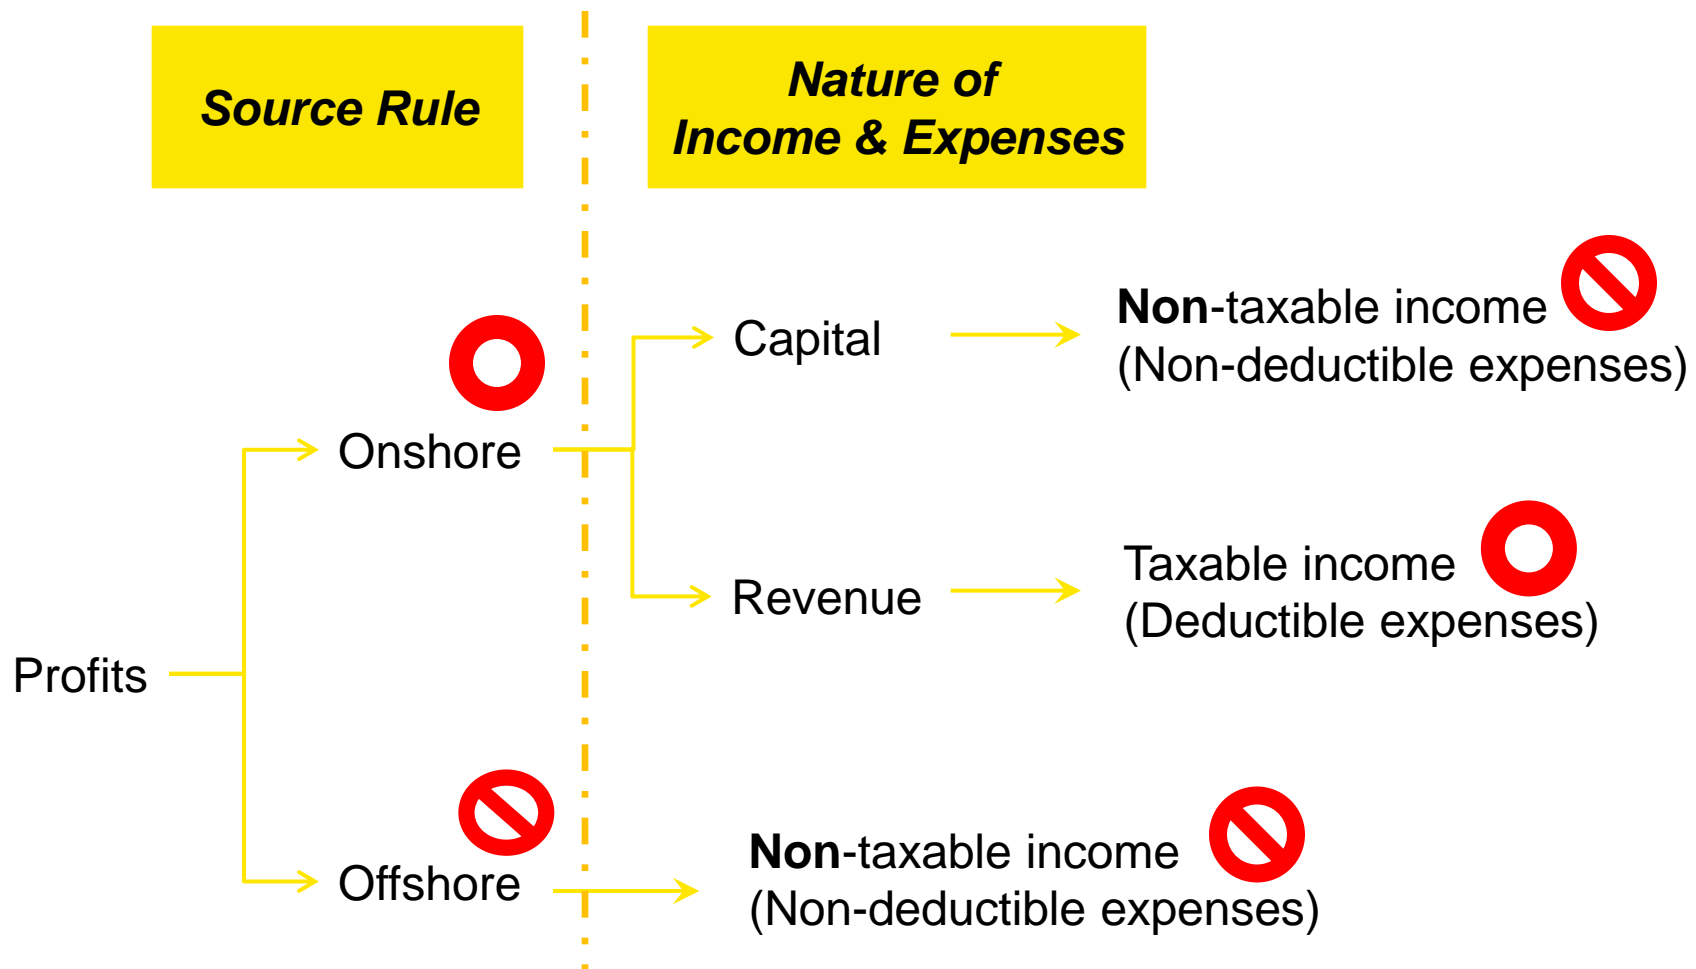 Source Rule
Nature of
Income & Expenses
Capital
Non-taxable income
(Non-deductible expenses)
Onshore
Revenue
Taxable income
(Deductible expenses)
Profits
Offshore
Non-taxable income
(Non-deductible expenses)